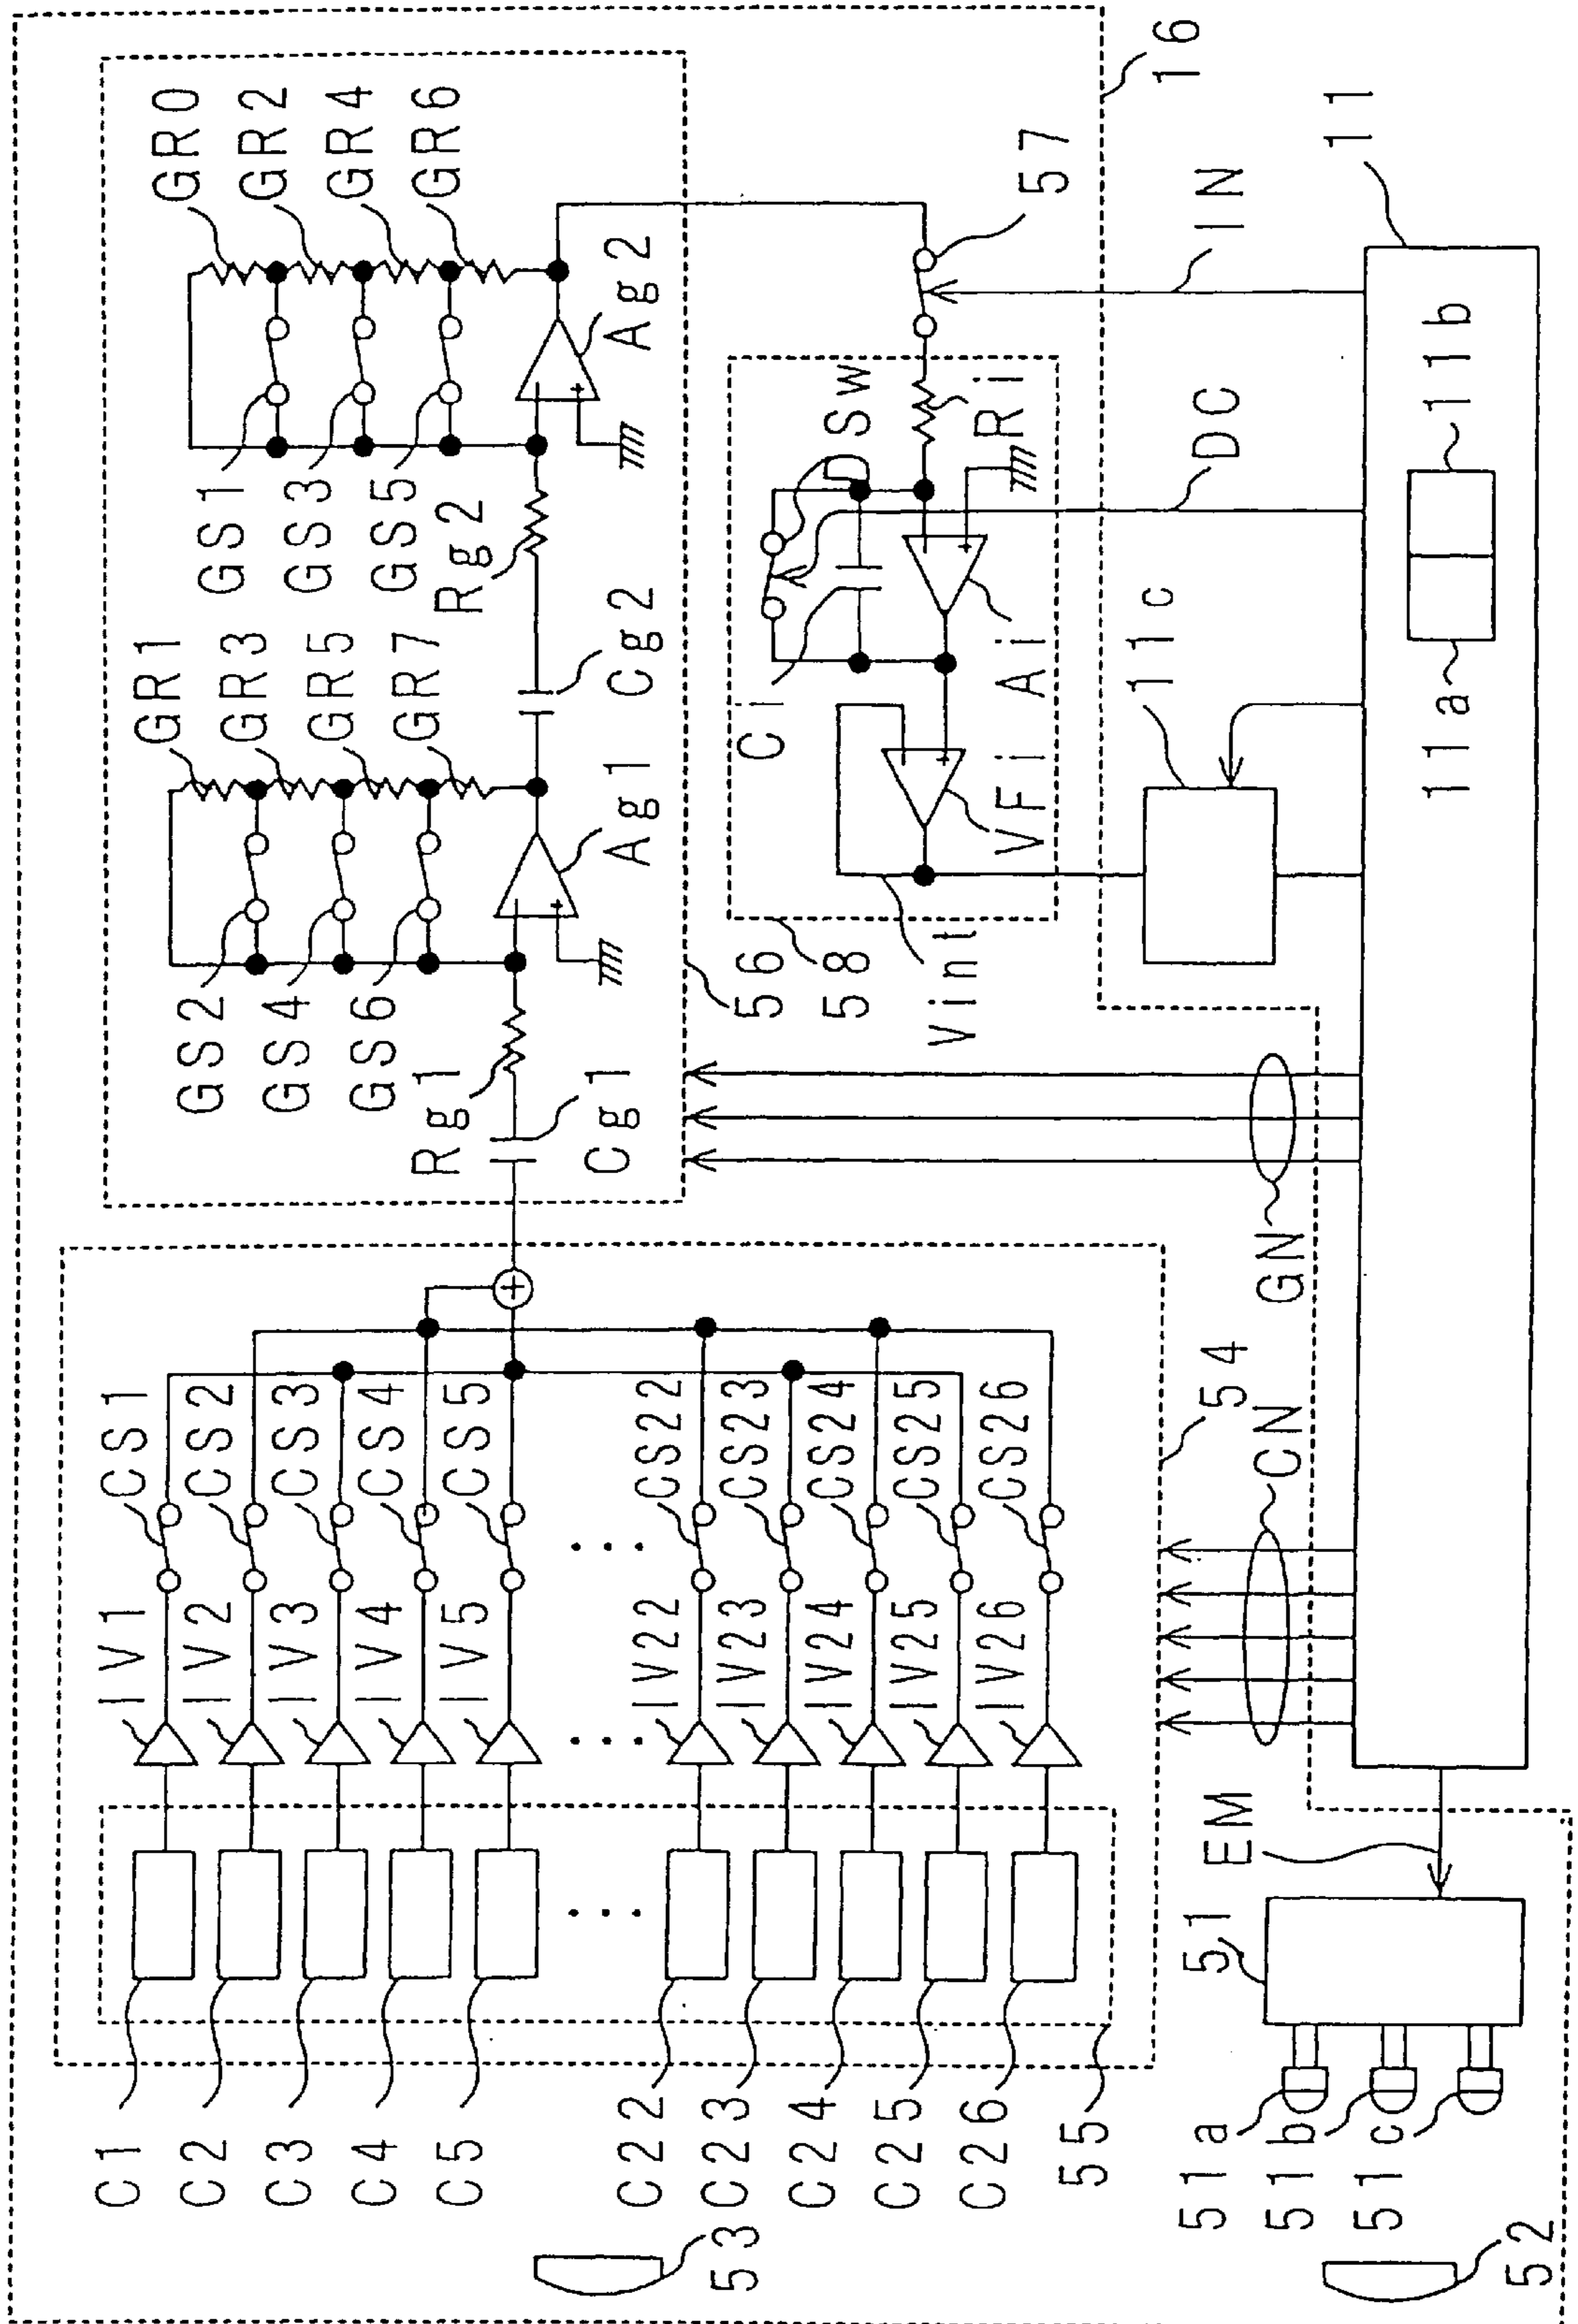 C1
C2
C3
C4
C5
C22
C23
C24
C25
C26
55
IV1
IV2
IV3
IV4
IV5
IV22
IV23
IV24
IV25
IV26
CS1
CS2
CS3
CS4
CS5
CS22
CS23
CS24
CS25
CS26
54
53
52
51a
51b
51c
51
EM
CN
GN
Rg1
Cg1
GS2
GS4
GS6
GR1
GR3
GR5
GR7
Ag1
Cg2
Rg2
GS1
GS3
GS5
GR0
GR2
GR4
GR6
Ag2
56
58
Vint
VFi
Ci
Ai
DSw
Ri
57
16
IN
DC
11c
11a
11b
11